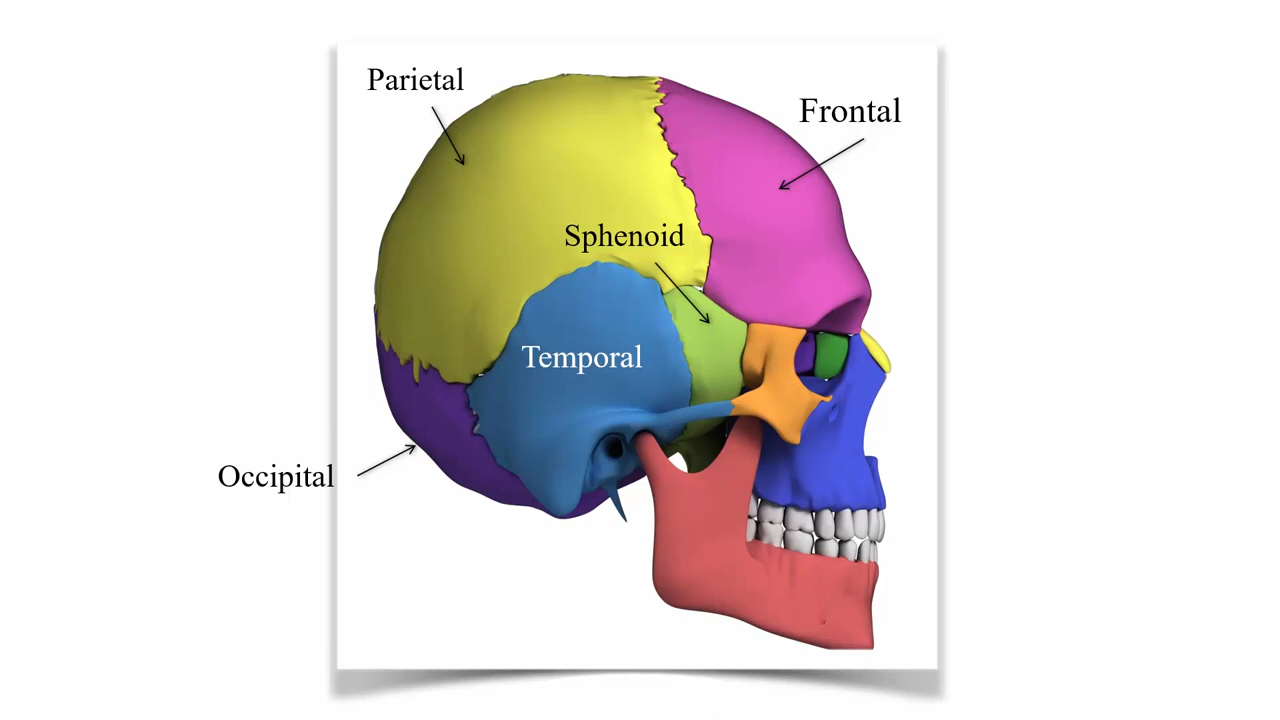 Parietal
Frontal
Sphenoid
Temporal
Occipital